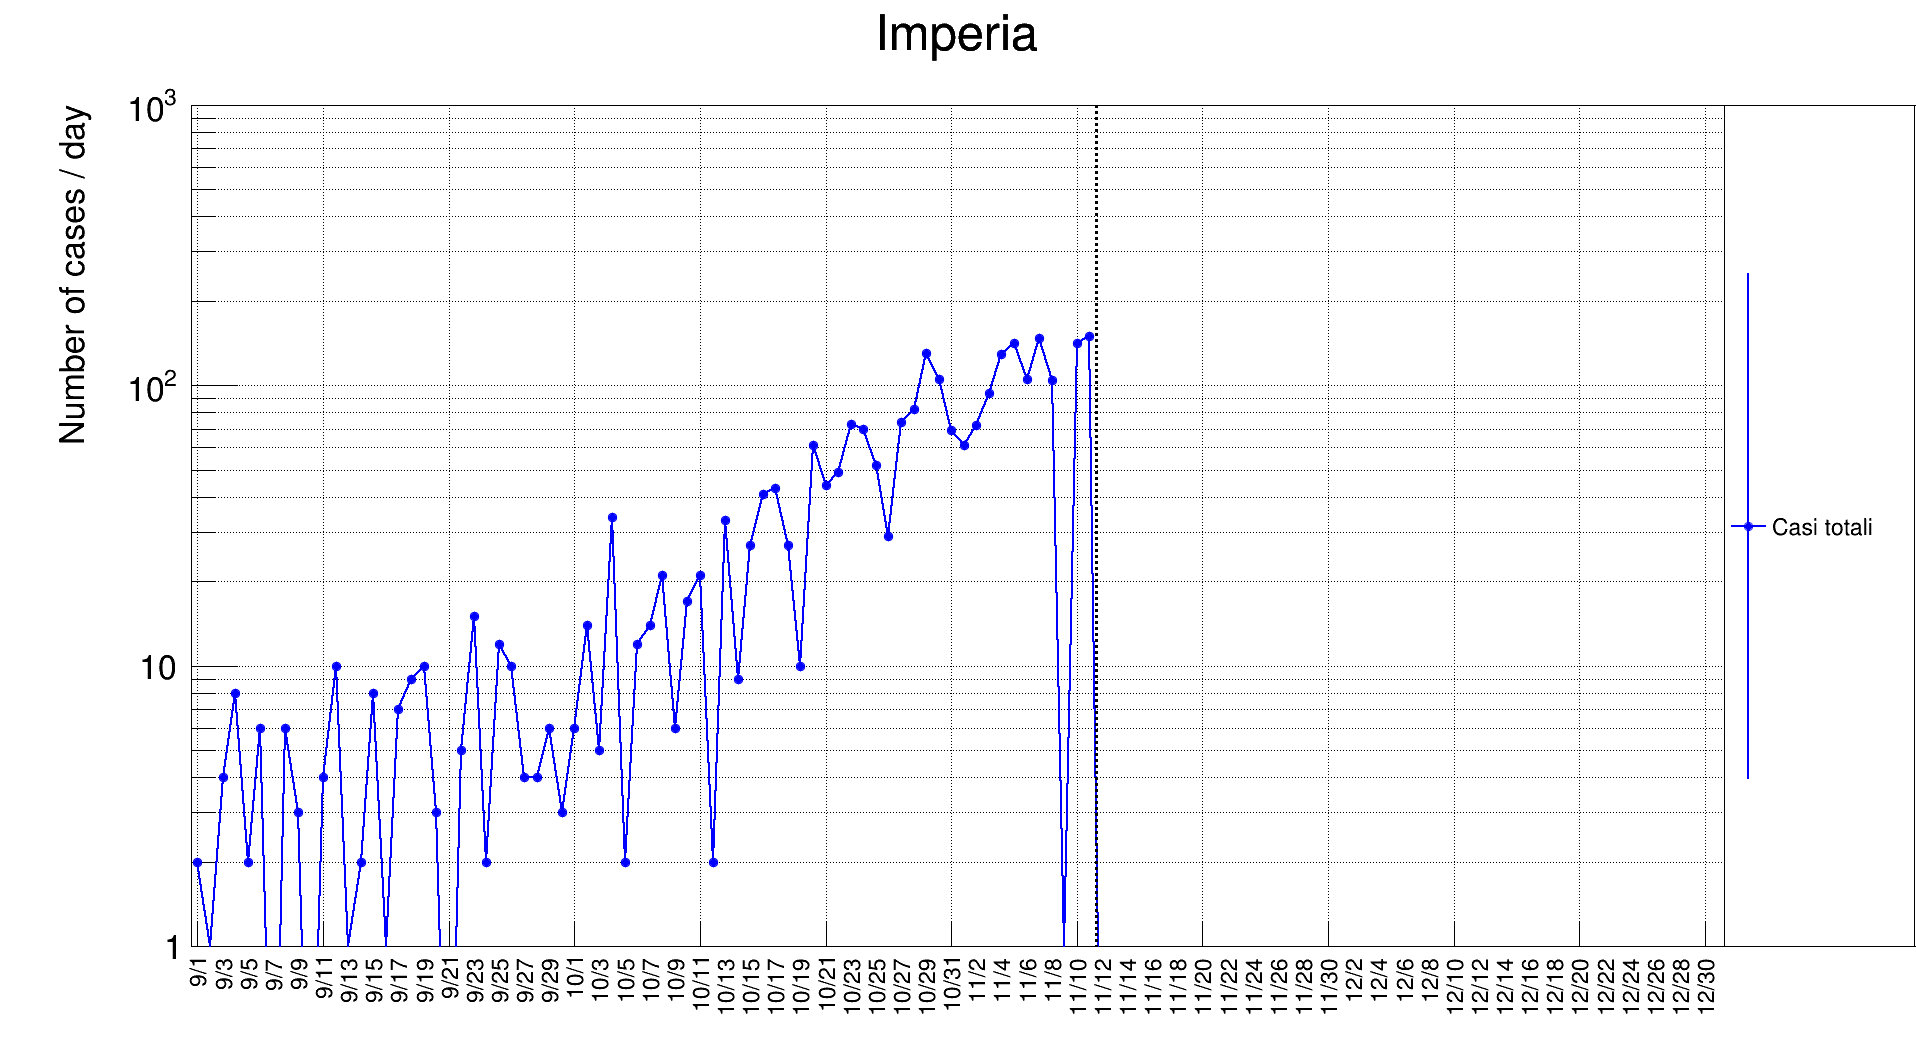 Imperia
Number of cases / day
10³
10²
10
1
9/1 9/3 9/5 9/7 9/9 9/11 9/13 9/15 9/17 9/19 9/21 9/23 9/25 9/27 9/29 10/1 10/3 10/5 10/7 10/9 10/11 10/13 10/15 10/17 10/19 10/21 10/23 10/25 10/27 10/29 10/31 11/2 11/4 11/6 11/8 11/10 11/12 11/14 11/16 11/18 11/20 11/22 11/24 11/26 11/28 11/30 12/2 12/4 12/6 12/8 12/10 12/12 12/14 12/16 12/18 12/20 12/22 12/24 12/26 12/28 12/30
Casi totali